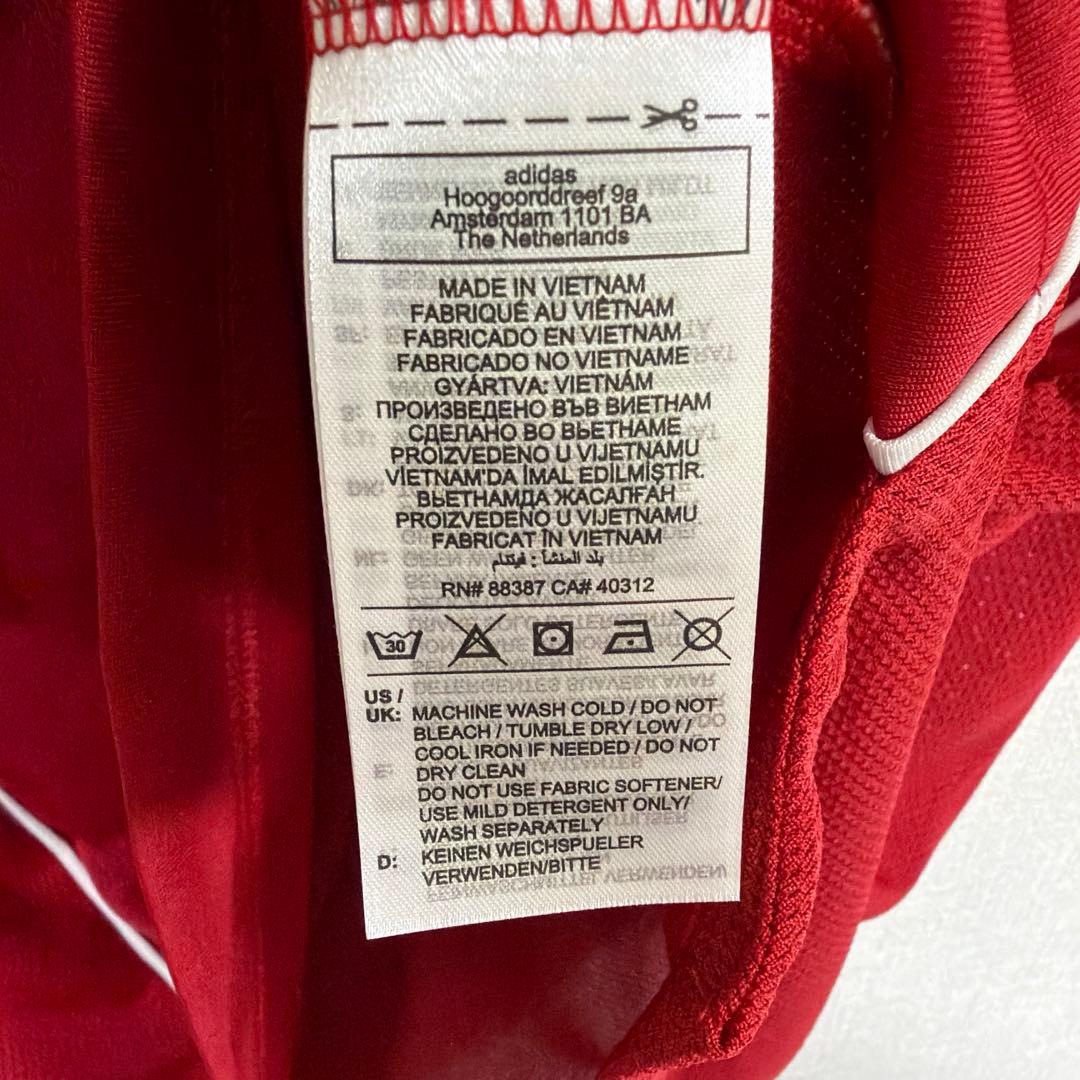 adidas
Hoogoorddreef 9a
Amsterdam 1101 BA
The Netherlands
MADE IN VIETNAM
FABRIQUÉ AU VIÊTNAM
FABRICADO EN VIETNAM
FABRICADO NO VIETNAME
GYÁRTVA: VIETNÁM
ПРОИЗВЕДЕНО ВЪВ ВИЕТНАМ
СДЕЛАНО ВО ВЬЕТНАМЕ
PROIZVEDENO U VIJETNAMU
VİETNAM'DA İMAL EDİLMİŞTİR.
ВЬЕТНАМДА ЖАСАЛҒАН
PROIZVEDENO U VIJETNAMU
FABRICAT ÎN VIETNAM
بلد المنشأ : فيتنام
RN# 88387 CA# 40312
30
US /
UK: MACHINE WASH COLD / DO NOT
BLEACH / TUMBLE DRY LOW /
COOL IRON IF NEEDED / DO NOT
DRY CLEAN
DO NOT USE FABRIC SOFTENER/
USE MILD DETERGENT ONLY/
WASH SEPARATELY
D: KEINEN WEICHSPUELER
VERWENDEN/BITTE